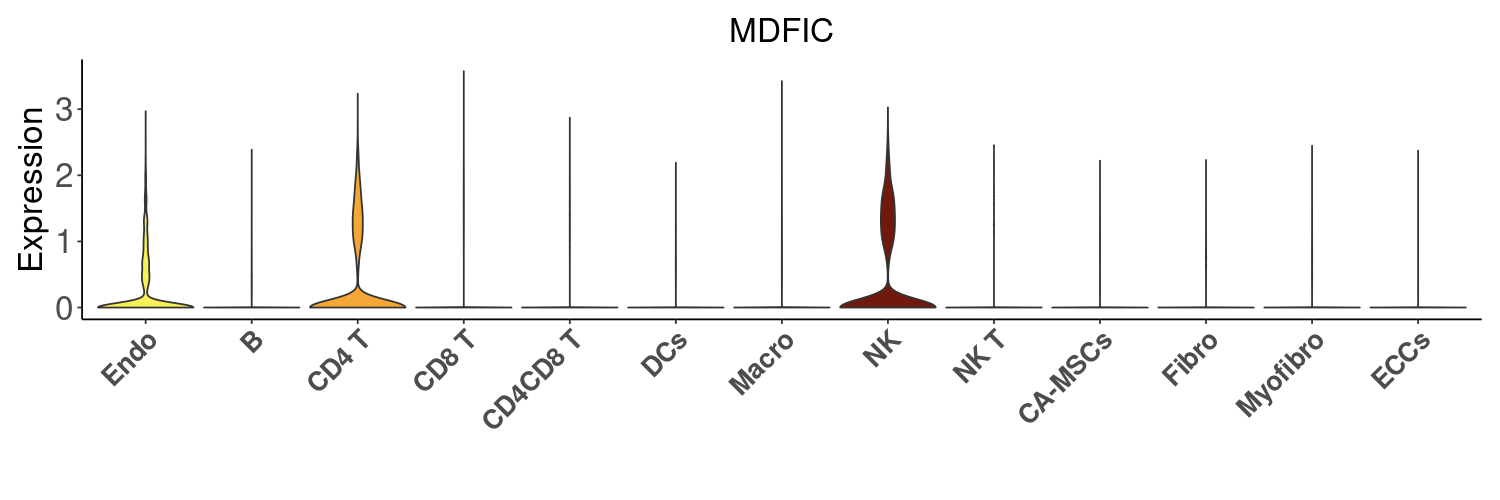 MDFIC
Expression
3
2
1
0
Endo
B
CD4 T
CD8 T
CD4CD8 T
DCs
Macro
NK
NK T
CA-MSCs
Fibro
Myofibro
ECCs